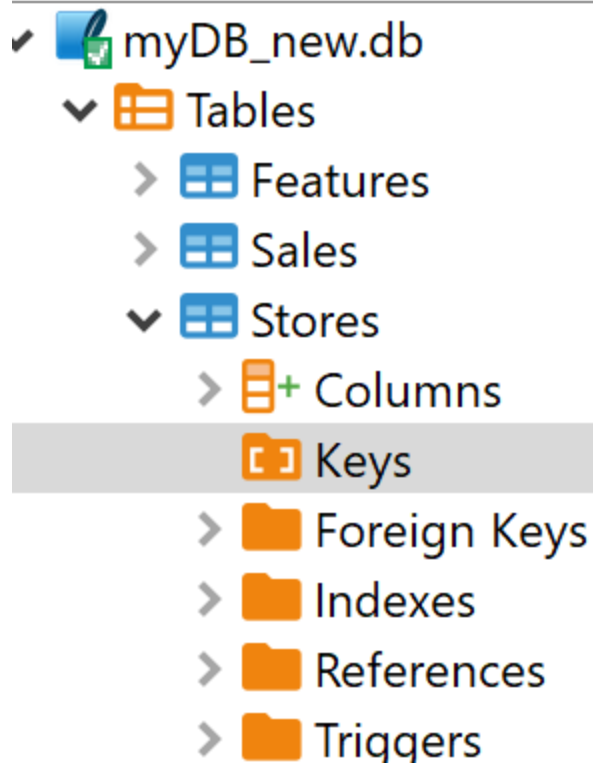 myDB_new.db
Tables
Features
Sales
Stores
Columns
Keys
Foreign Keys
Indexes
References
Triggers